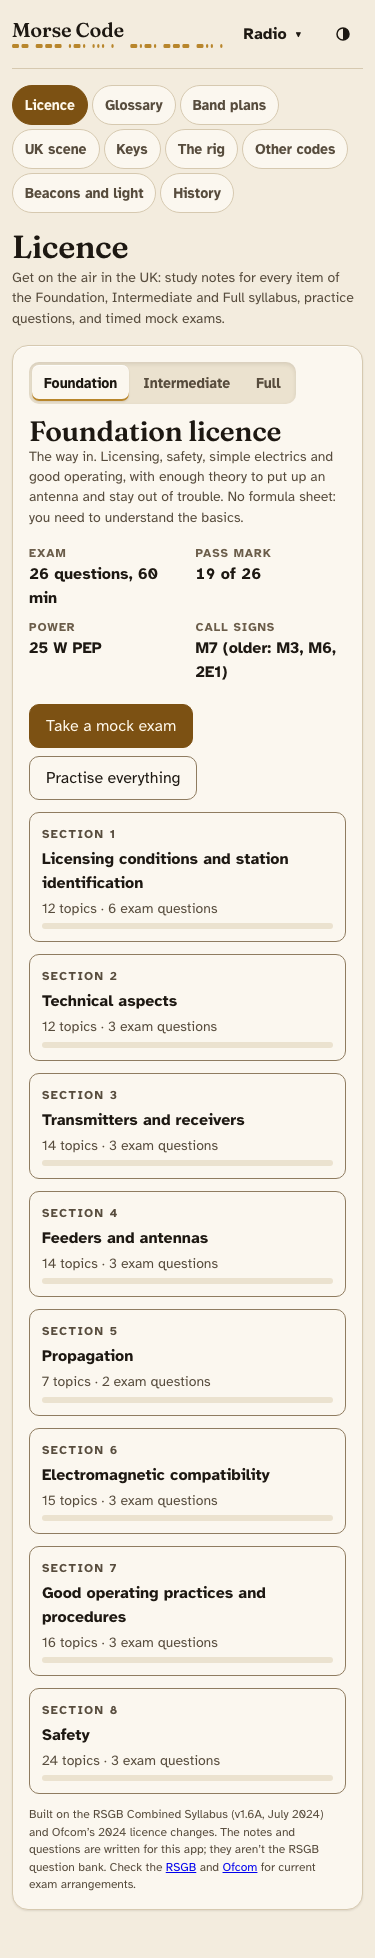 Morse Code
Radio ▾
Licence
Glossary
Band plans
UK scene
Keys
The rig
Other codes
Beacons and light
History
Licence
Get on the air in the UK: study notes for every item of
the Foundation, Intermediate and Full syllabus, practice
questions, and timed mock exams.
Foundation
Intermediate
Full
Foundation licence
The way in. Licensing, safety, simple electrics and
good operating, with enough theory to put up an
antenna and stay out of trouble. No formula sheet:
you need to understand the basics.
EXAM
26 questions, 60
min
PASS MARK
19 of 26
POWER
25 W PEP
CALL SIGNS
M7 (older: M3, M6,
2E1)
Take a mock exam
Practise everything
SECTION 1
Licensing conditions and station
identification
12 topics · 6 exam questions
SECTION 2
Technical aspects
12 topics · 3 exam questions
SECTION 3
Transmitters and receivers
14 topics · 3 exam questions
SECTION 4
Feeders and antennas
14 topics · 3 exam questions
SECTION 5
Propagation
7 topics · 2 exam questions
SECTION 6
Electromagnetic compatibility
15 topics · 3 exam questions
SECTION 7
Good operating practices and
procedures
16 topics · 3 exam questions
SECTION 8
Safety
24 topics · 3 exam questions
Built on the RSGB Combined Syllabus (v1.6A, July 2024)
and Ofcom's 2024 licence changes. The notes and
questions are written for this app; they aren't the RSGB
question bank. Check the RSGB and Ofcom for current
exam arrangements.